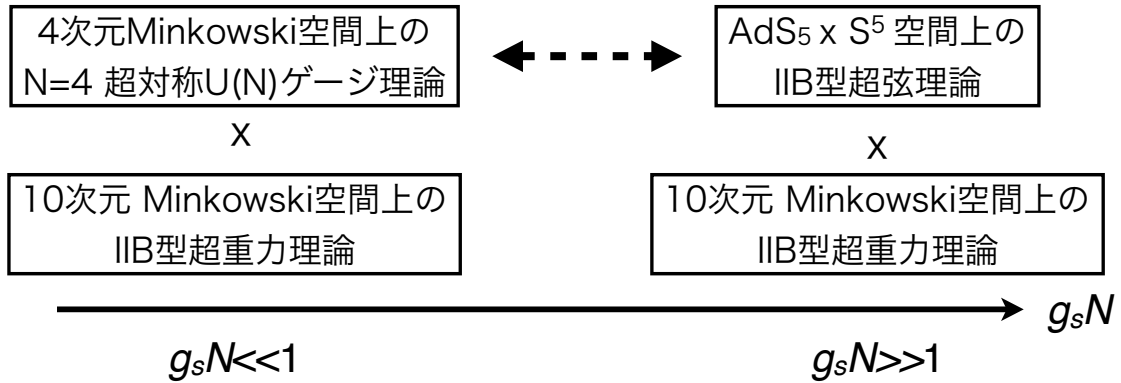 4次元Minkowski空間上の
N=4 超対称U(N)ゲージ理論
AdS₅ x S⁵ 空間上の
IIB型超弦理論
x
x
10次元 Minkowski空間上の
IIB型超重力理論
10次元 Minkowski空間上の
IIB型超重力理論
gₛN
gₛN<<1
gₛN>>1